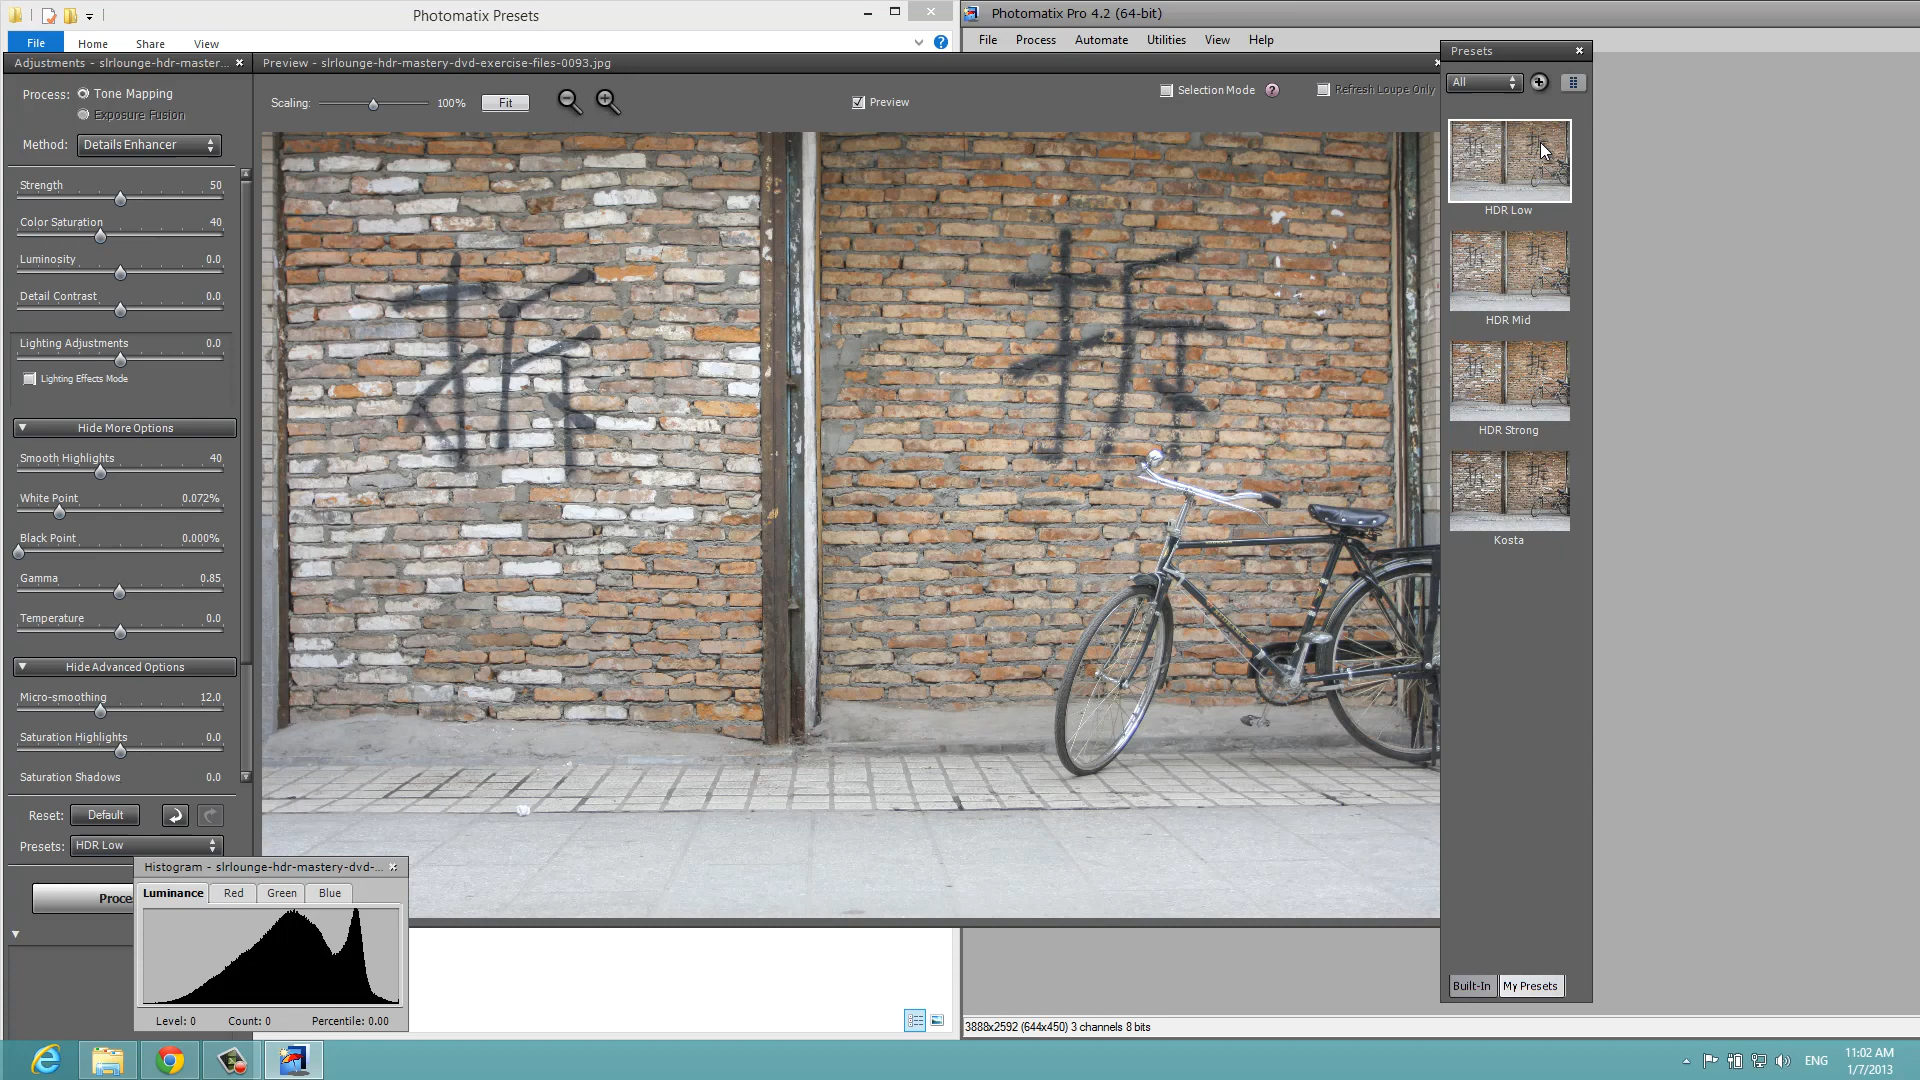 Photomatix Presets
File Home Share View
Photomatix Pro 4.2 (64-bit)
File Process Automate Utilities View Help
Adjustments - slrlounge-hdr-master...
Process: Tone Mapping
Exposure Fusion
Method: Details Enhancer
Strength 50
Color Saturation 40
Luminosity 0.0
Detail Contrast 0.0
Lighting Adjustments 0.0
Lighting Effects Mode
Hide More Options
Smooth Highlights 40
White Point 0.072%
Black Point 0.000%
Gamma 0.85
Temperature 0.0
Hide Advanced Options
Micro-smoothing 12.0
Saturation Highlights 0.0
Saturation Shadows 0.0
Reset: Default
Presets: HDR Low
Proces
Histogram - slrlounge-hdr-mastery-dvd-...
Luminance Red Green Blue
Level: 0 Count: 0 Percentile: 0.00
Preview - slrlounge-hdr-mastery-dvd-exercise-files-0093.jpg
Scaling: 100% Fit
Preview
Selection Mode ?
Refresh Loupe Only
拆 拆
Presets
All
HDR Low
HDR Mid
HDR Strong
Kosta
Built-In My Presets
3888x2592 (644x450) 3 channels 8 bits
ENG
11:02 AM
1/7/2013